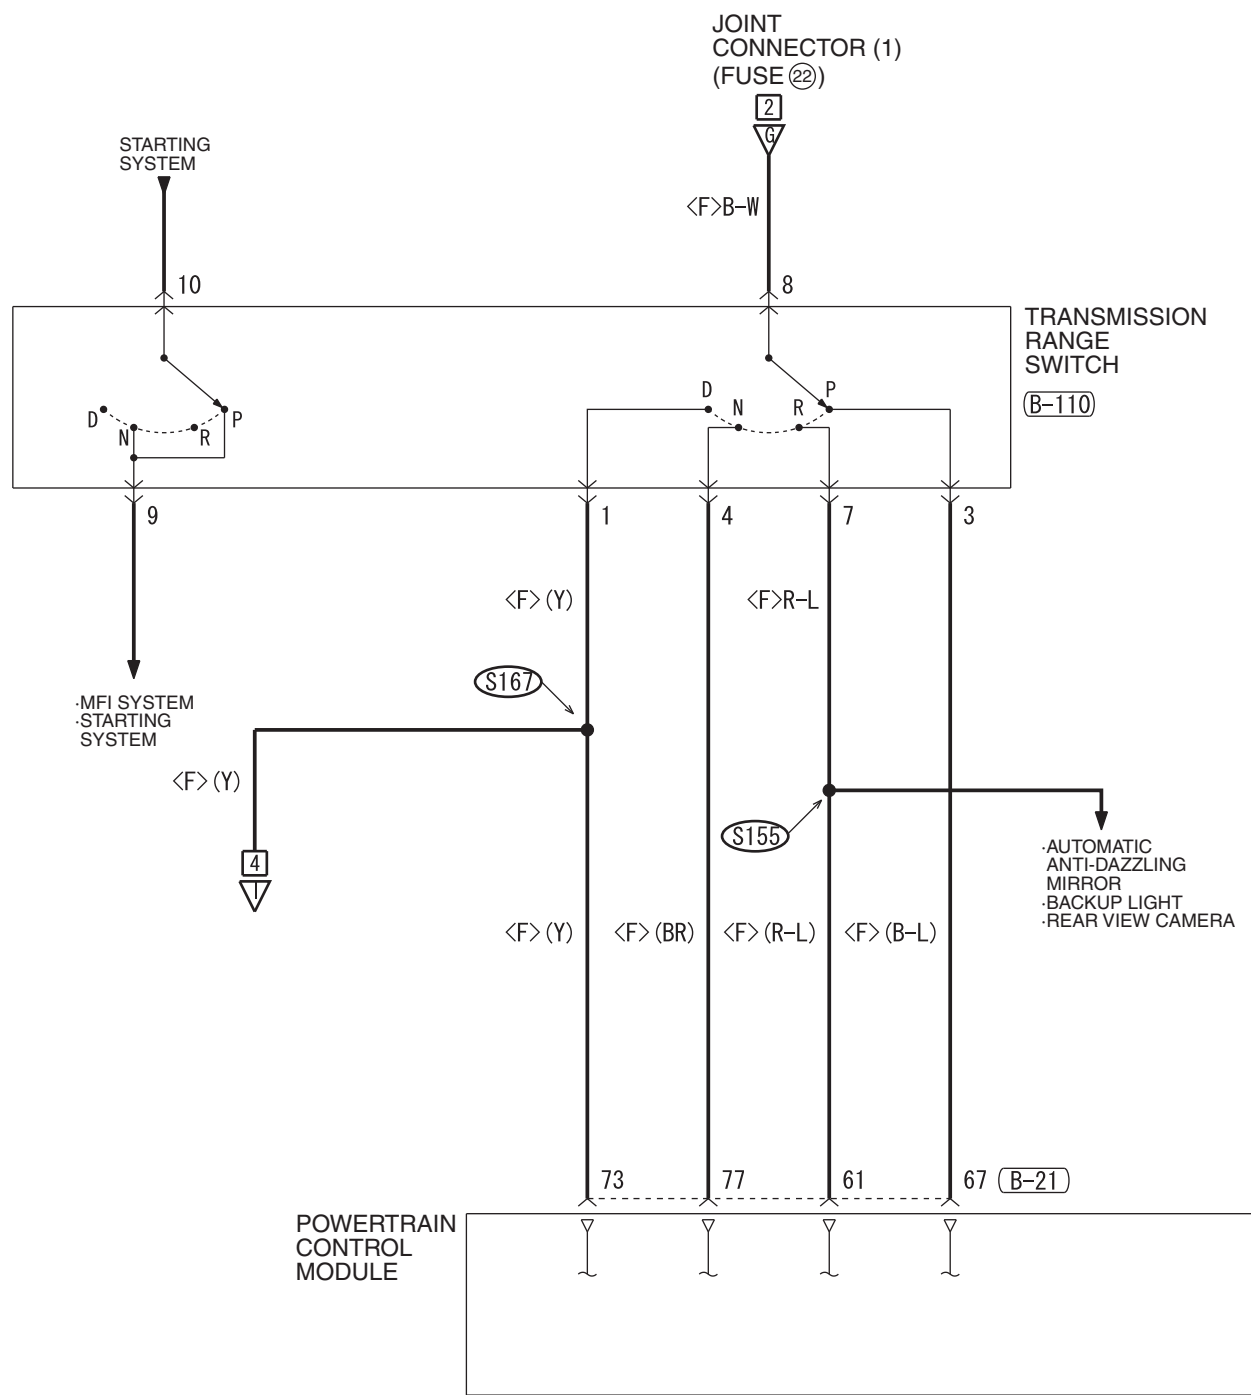 JOINT
CONNECTOR (1)
(FUSE 22)
2
G
STARTING
SYSTEM
<F>B-W
10
8
TRANSMISSION
RANGE
SWITCH
B-110
D
N
R
P
D
N
R
P
9
1
4
7
3
<F>(Y)
<F>R-L
S167
·MFI SYSTEM
·STARTING
SYSTEM
<F>(Y)
4
I
S155
·AUTOMATIC
ANTI-DAZZLING
MIRROR
·BACKUP LIGHT
·REAR VIEW CAMERA
<F>(Y)
<F>(BR)
<F>(R-L)
<F>(B-L)
73
77
61
67
B-21
POWERTRAIN
CONTROL
MODULE